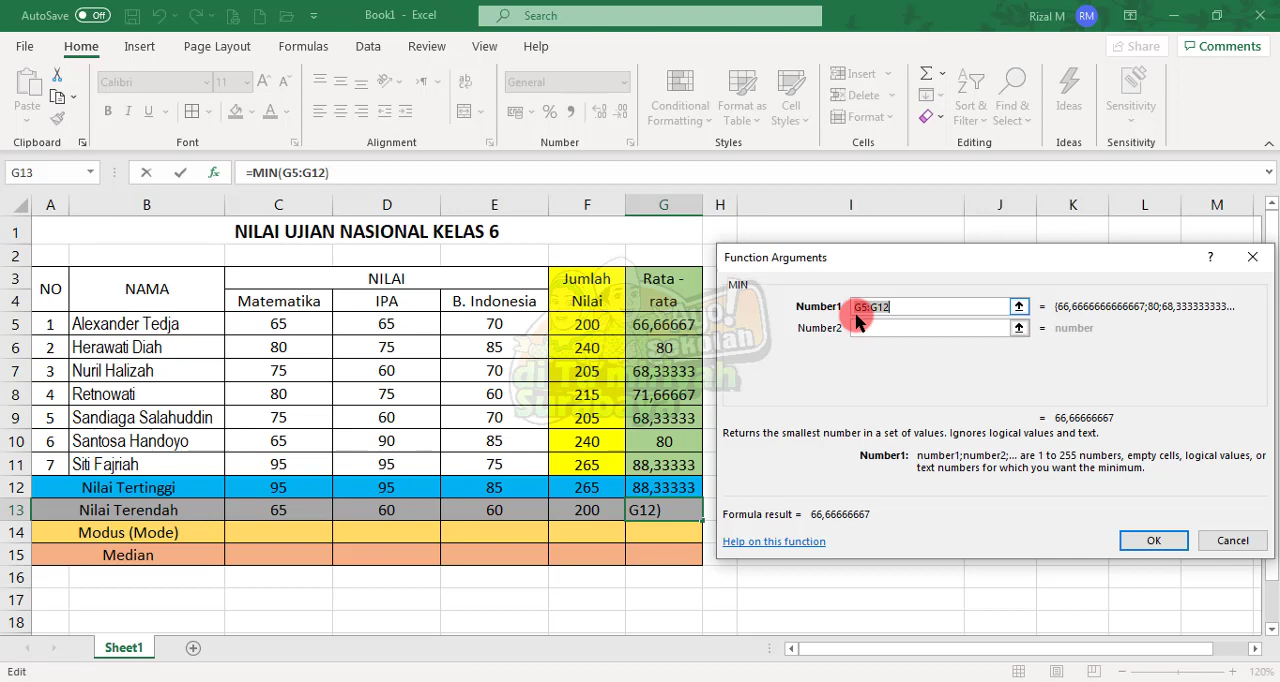 AutoSave Off Book1 - Excel Search Rizal M RM
File Home Insert Page Layout Formulas Data Review View Help Share Comments
Paste Calibri 11 General Conditional Formatting Format as Table Cell Styles Insert Delete Format Sort & Filter Find & Select Ideas Sensitivity
Clipboard Font Alignment Number Styles Cells Editing Ideas Sensitivity
G13 fx =MIN(G5:G12)
A B C D E F G H I J K L M
1 NILAI UJIAN NASIONAL KELAS 6
2
3 NO NAMA NILAI Jumlah Nilai Rata - rata
4 Matematika IPA B. Indonesia
5 1 Alexander Tedja 65 65 70 200 66,66667
6 2 Herawati Diah 80 75 85 240 80
7 3 Nuril Halizah 75 60 70 205 68,33333
8 4 Retnowati 80 75 60 215 71,66667
9 5 Sandiaga Salahuddin 75 60 70 205 68,33333
10 6 Santosa Handoyo 65 90 85 240 80
11 7 Siti Fajriah 95 95 75 265 88,33333
12 Nilai Tertinggi 95 95 85 265 88,33333
13 Nilai Terendah 65 60 60 200 G12)
14 Modus (Mode)
15 Median
16
17
18
Function Arguments ?
MIN
Number1 G5:G12 = {66,6666666666667;80;68,333333333...
Number2 = number
= 66,66666667
Returns the smallest number in a set of values. Ignores logical values and text.
Number1: number1;number2;... are 1 to 255 numbers, empty cells, logical values, or
text numbers for which you want the minimum.
Formula result = 66,66666667
Help on this function OK Cancel
Sheet1
Edit 120%